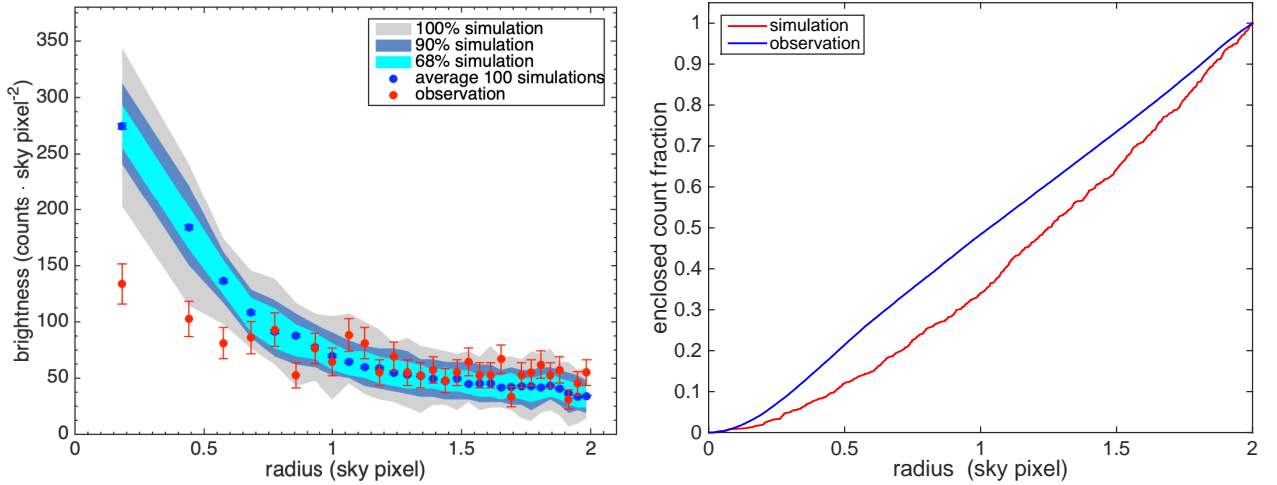 350
300
250
200
150
100
50
0
brightness (counts · sky pixel⁻²)
100% simulation
90% simulation
68% simulation
average 100 simulations
observation
0
0.5
1
1.5
2
radius (sky pixel)
1
0.9
0.8
0.7
0.6
0.5
0.4
0.3
0.2
0.1
0
enclosed count fraction
simulation
observation
0
0.5
1
1.5
2
radius (sky pixel)